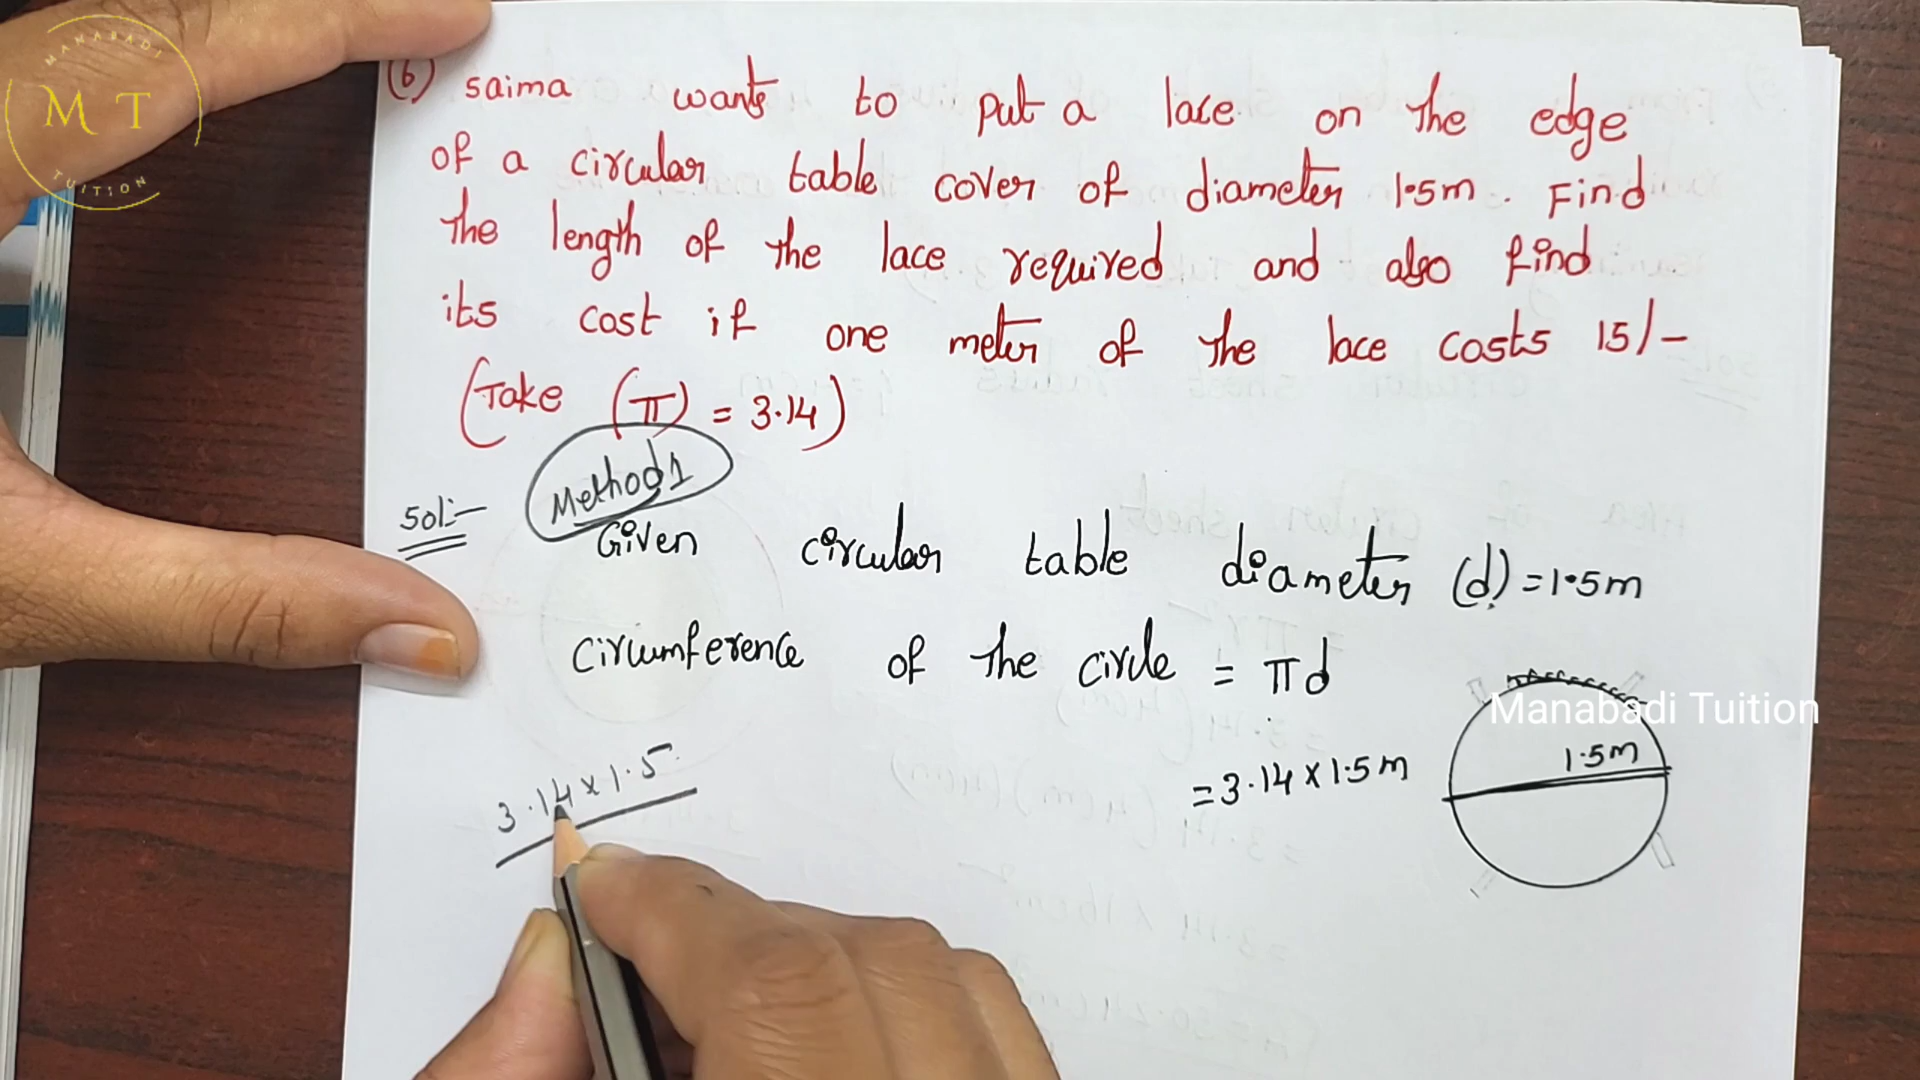 MANABADI
M T
TUITION
6) saima wants to put a lace on the edge
of a circular table cover of diameter 1.5m. Find
the length of the lace required and also find
its cost if one meter of the lace costs 15/-
(Take (π) = 3.14)
Method 1
Sol:-
Given circular table diameter (d) = 1.5m
circumference of the circle = πd
Manabadi Tuition
1.5m
= 3.14 x 1.5 m
3.14 x 1.5